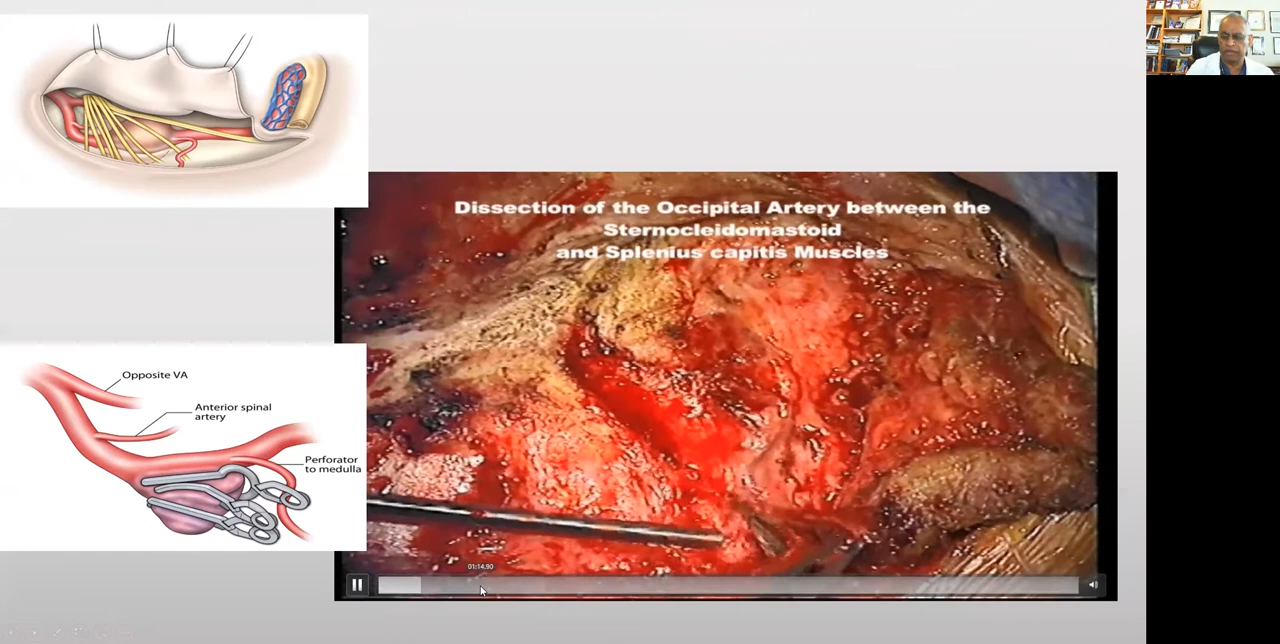 Dissection of the Occipital Artery between the
Sternocleidomastoid
and Splenius capitis Muscles
Opposite VA
Anterior spinal
artery
Perforator
to medulla
01:14.90